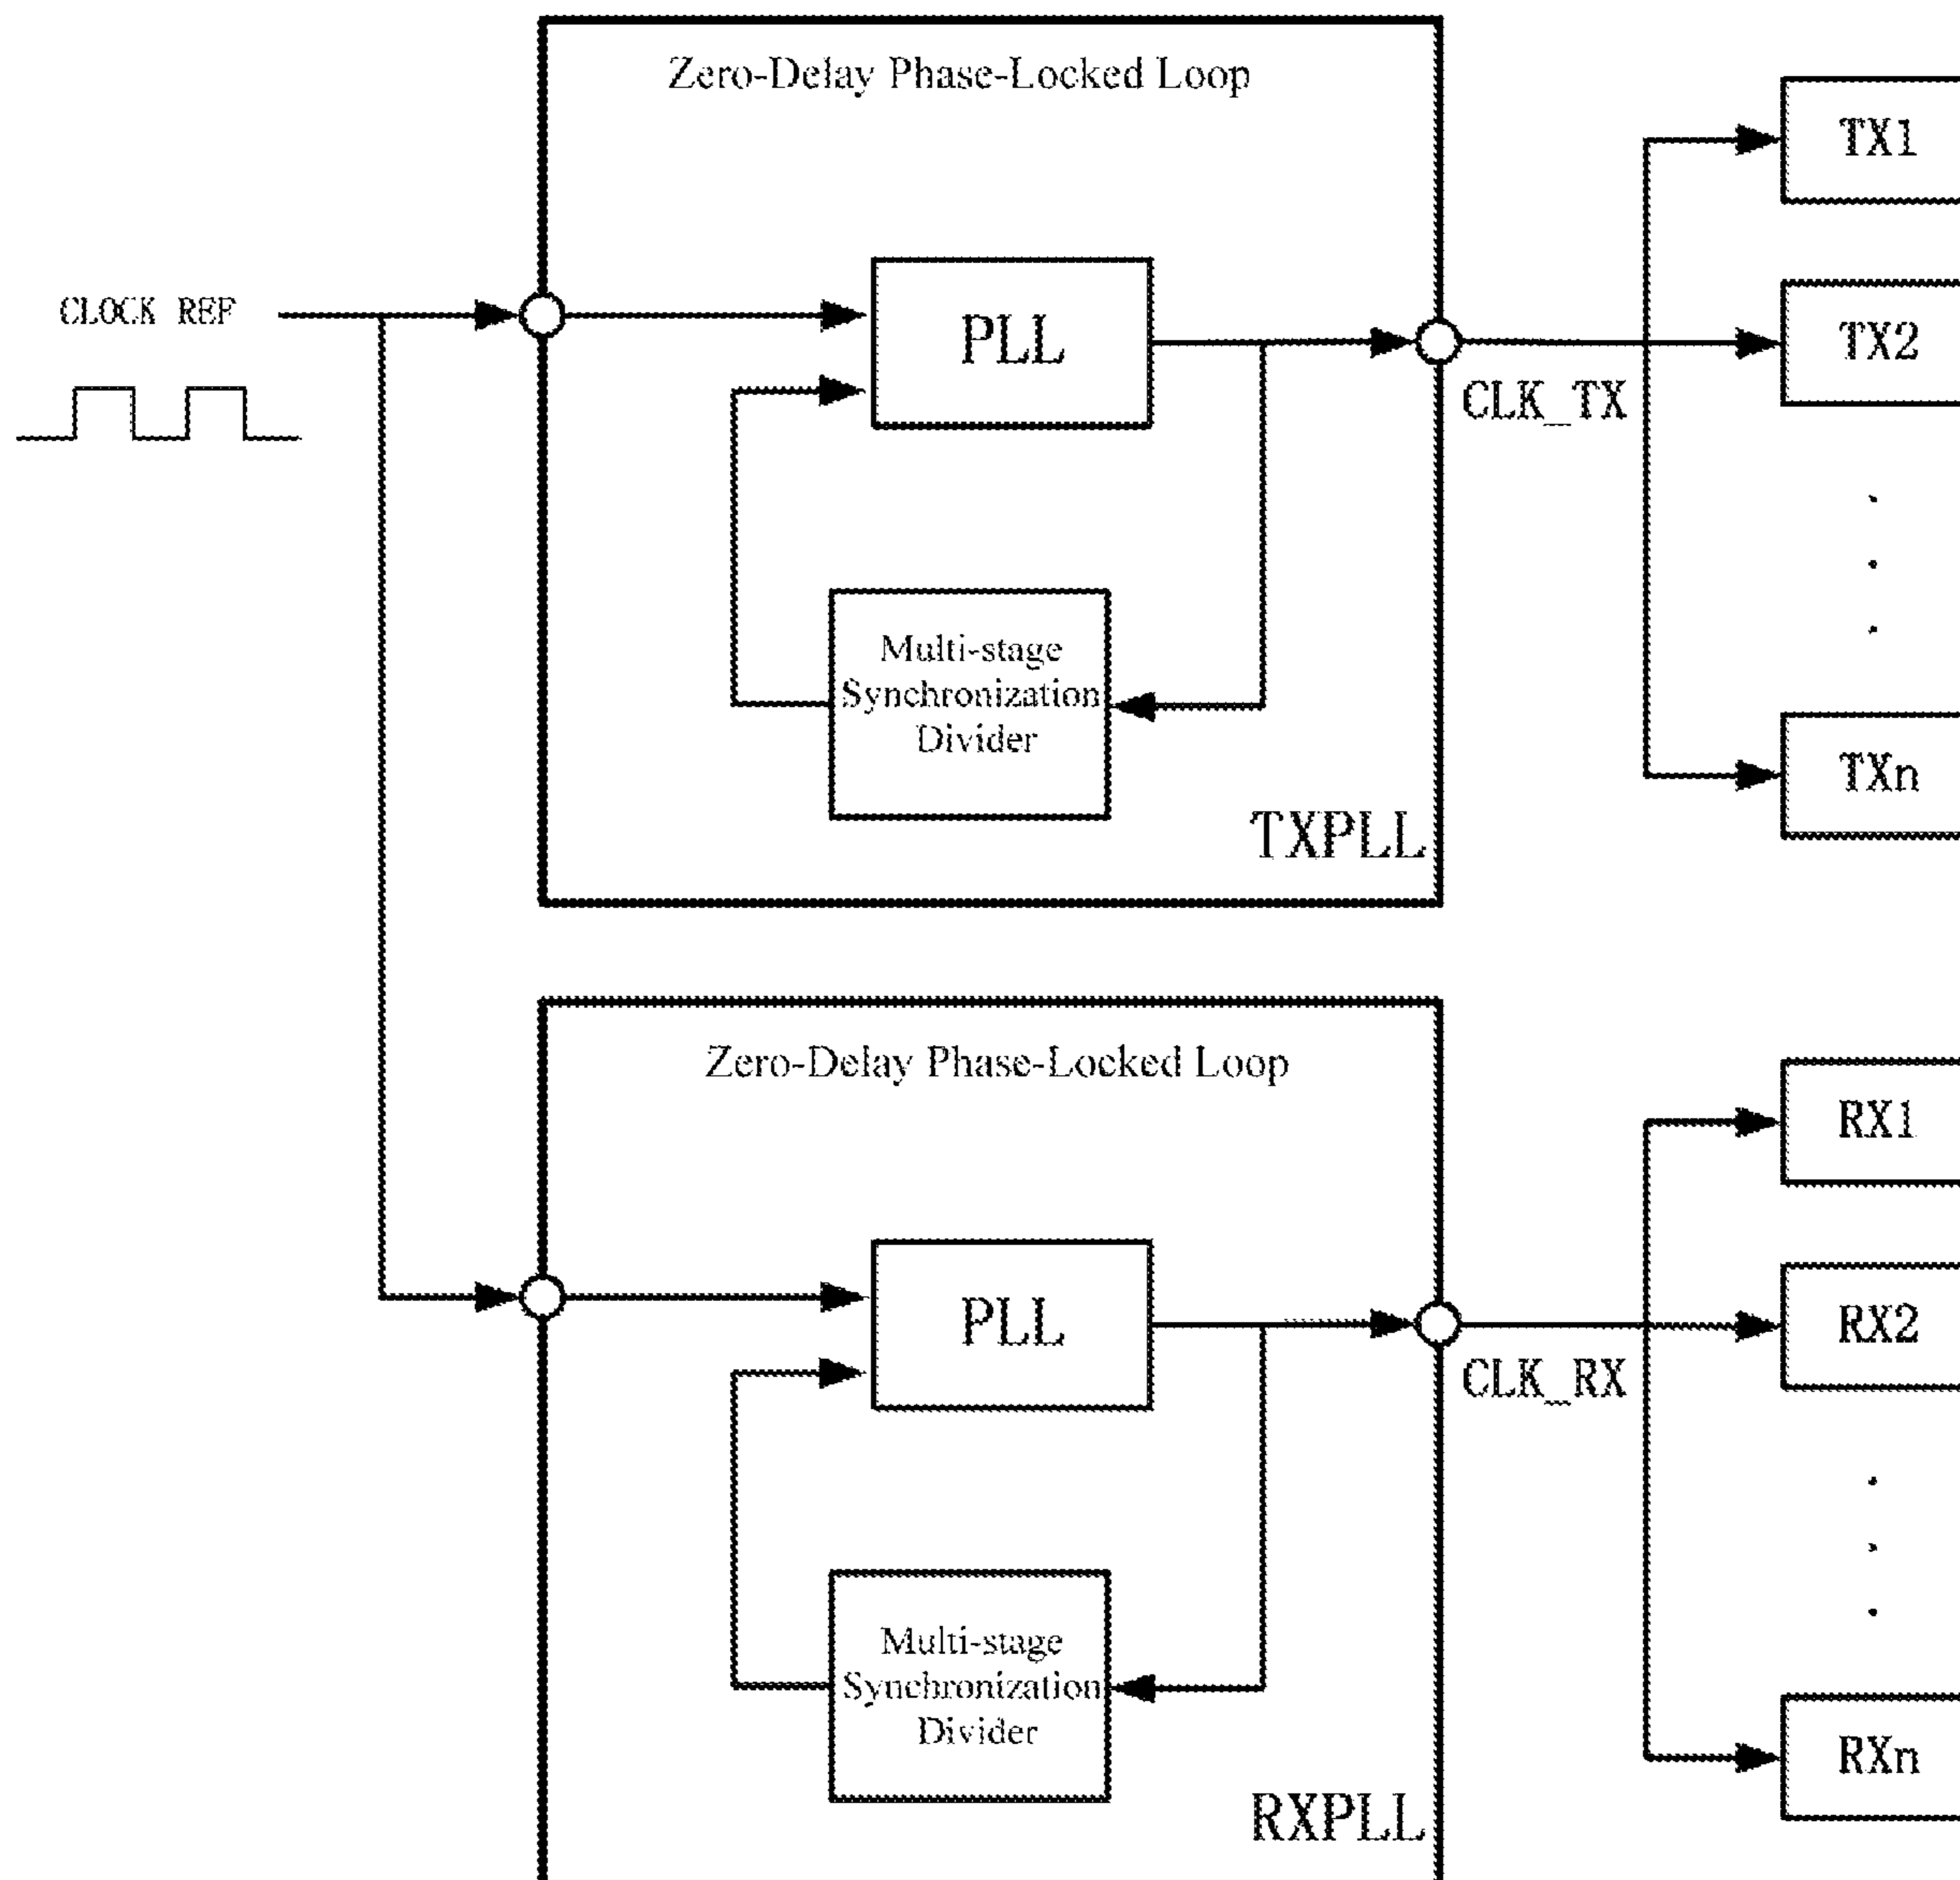 Zero-Delay Phase-Locked Loop
CLOCK REF
PLL
CLK_TX
Multi-stage
Synchronization
Divider
TXPLL
TX1
TX2
TXn
Zero-Delay Phase-Locked Loop
PLL
CLK_RX
Multi-stage
Synchronization
Divider
RXPLL
RX1
RX2
RXn